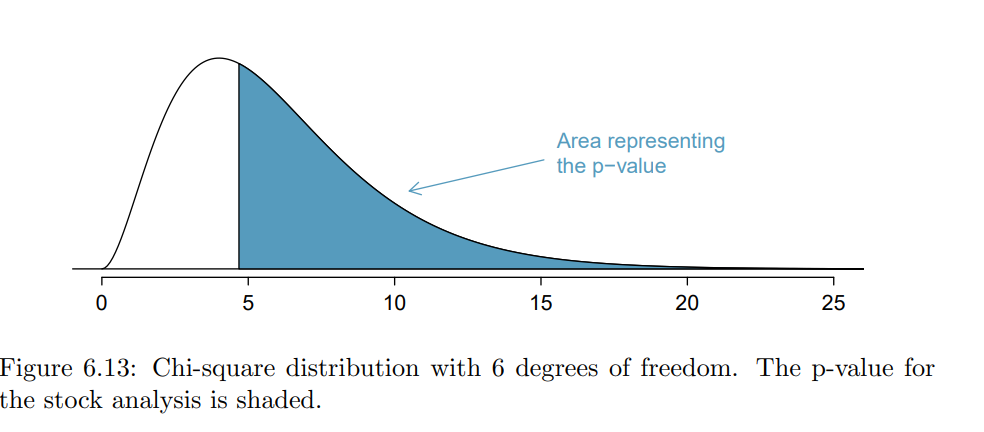 Area representing
the p−value
0 5 10 15 20 25
Figure 6.13: Chi-square distribution with 6 degrees of freedom. The p-value for
the stock analysis is shaded.